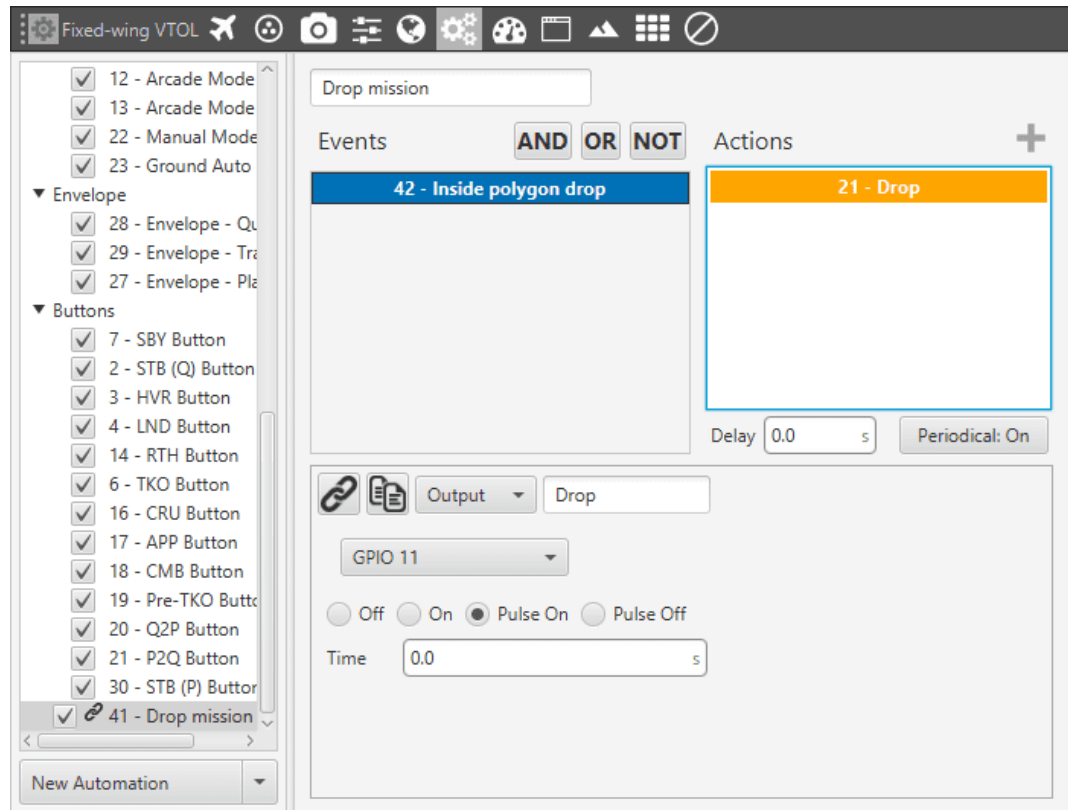 Fixed-wing VTOL
12 - Arcade Mode
13 - Arcade Mode
22 - Manual Mode
23 - Ground Auto
Envelope
28 - Envelope - Qu
29 - Envelope - Tra
27 - Envelope - Pla
Buttons
7 - SBY Button
2 - STB (Q) Button
3 - HVR Button
4 - LND Button
14 - RTH Button
6 - TKO Button
16 - CRU Button
17 - APP Button
18 - CMB Button
19 - Pre-TKO Butto
20 - Q2P Button
21 - P2Q Button
30 - STB (P) Button
41 - Drop mission
New Automation
Drop mission
Events AND OR NOT
42 - Inside polygon drop
Actions
21 - Drop
Delay 0.0 s Periodical: On
Output Drop
GPIO 11
Off On Pulse On Pulse Off
Time 0.0 s